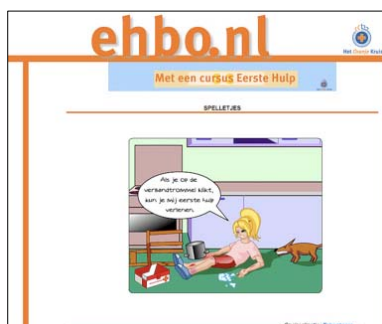 ehbo.nl
Het Oranje Kruis
Met een cursus Eerste Hulp
SPELLETJES
Als je op de
verbandtrommel klikt,
kun je mij eerste hulp
verlenen.